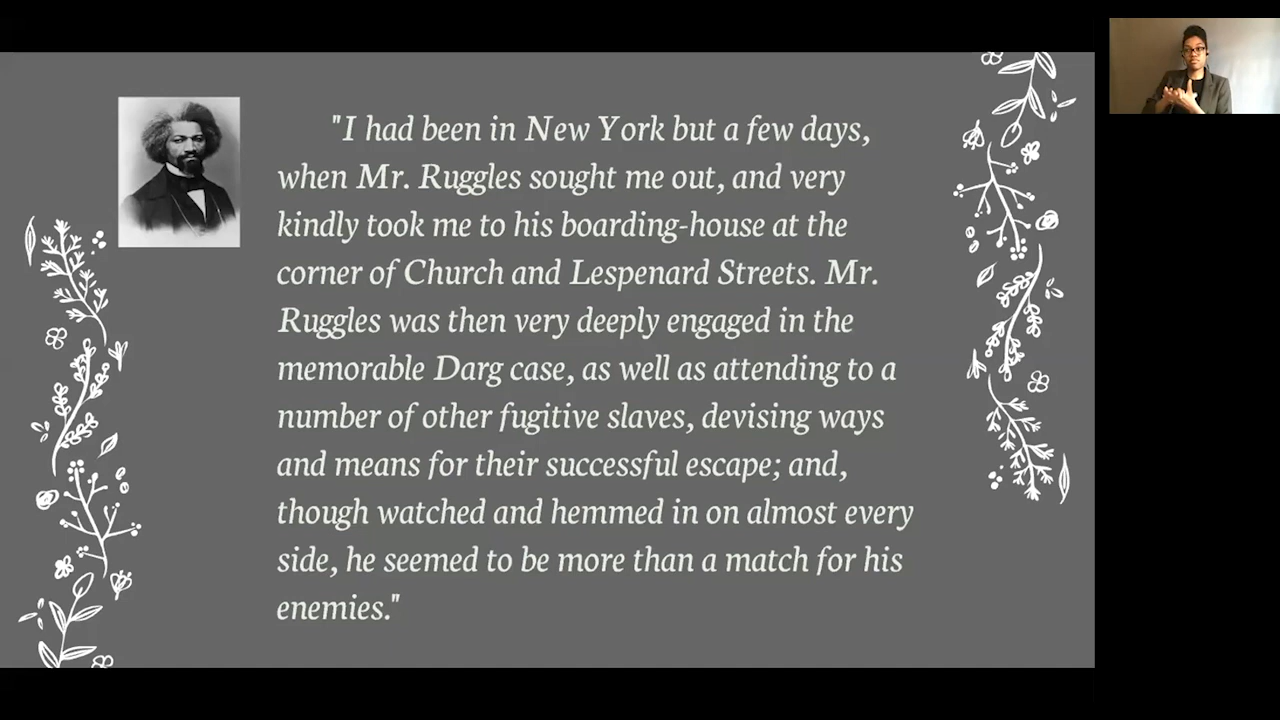 "I had been in New York but a few days,
when Mr. Ruggles sought me out, and very
kindly took me to his boarding-house at the
corner of Church and Lespenard Streets. Mr.
Ruggles was then very deeply engaged in the
memorable Darg case, as well as attending to a
number of other fugitive slaves, devising ways
and means for their successful escape; and,
though watched and hemmed in on almost every
side, he seemed to be more than a match for his
enemies."